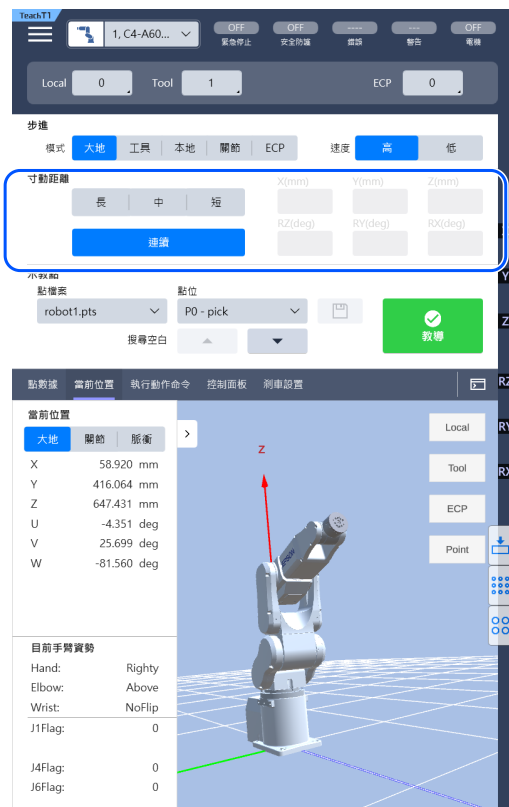 TeachT1
1, C4-A60...
OFF
OFF
----
---
OFF
緊急停止
安全防護
錯誤
警告
電機
Local
0
Tool
1
ECP
0
步進
模式
大地
工具
本地
關節
ECP
速度
高
低
寸動距離
X(mm)
Y(mm)
Z(mm)
長
中
短
RZ(deg)
RY(deg)
RX(deg)
連續
示教點
點檔案
點位
robot1.pts
P0 - pick
教導
搜尋空白
Y
Z
RZ
RY
RX
點數據
當前位置
執行動作命令
控制面板
剎車設置
當前位置
大地
關節
脈衝
X 58.920 mm
Y 416.064 mm
Z 647.431 mm
U -4.351 deg
V 25.699 deg
W -81.560 deg
目前手臂資勢
Hand: Righty
Elbow: Above
Wrist: NoFlip
J1Flag: 0
J4Flag: 0
J6Flag: 0
Z
Local
Tool
ECP
Point